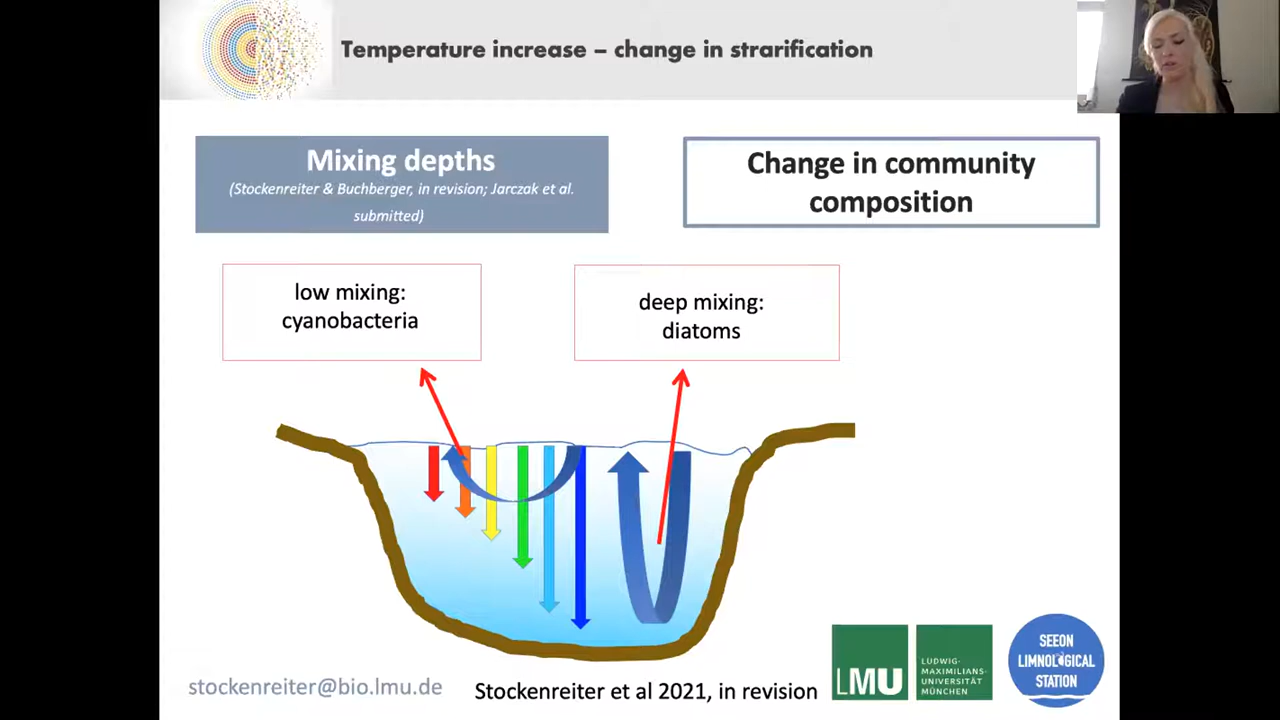 Temperature increase – change in strarification
Mixing depths
(Stockenreiter & Buchberger, in revision; Jarczak et al.
submitted)
Change in community
composition
low mixing:
cyanobacteria
deep mixing:
diatoms
stockenreiter@bio.lmu.de
Stockenreiter et al 2021, in revision
LMU
LUDWIG-
MAXIMILIANS-
UNIVERSITÄT
MÜNCHEN
SEEON
LIMNOLOGICAL
STATION